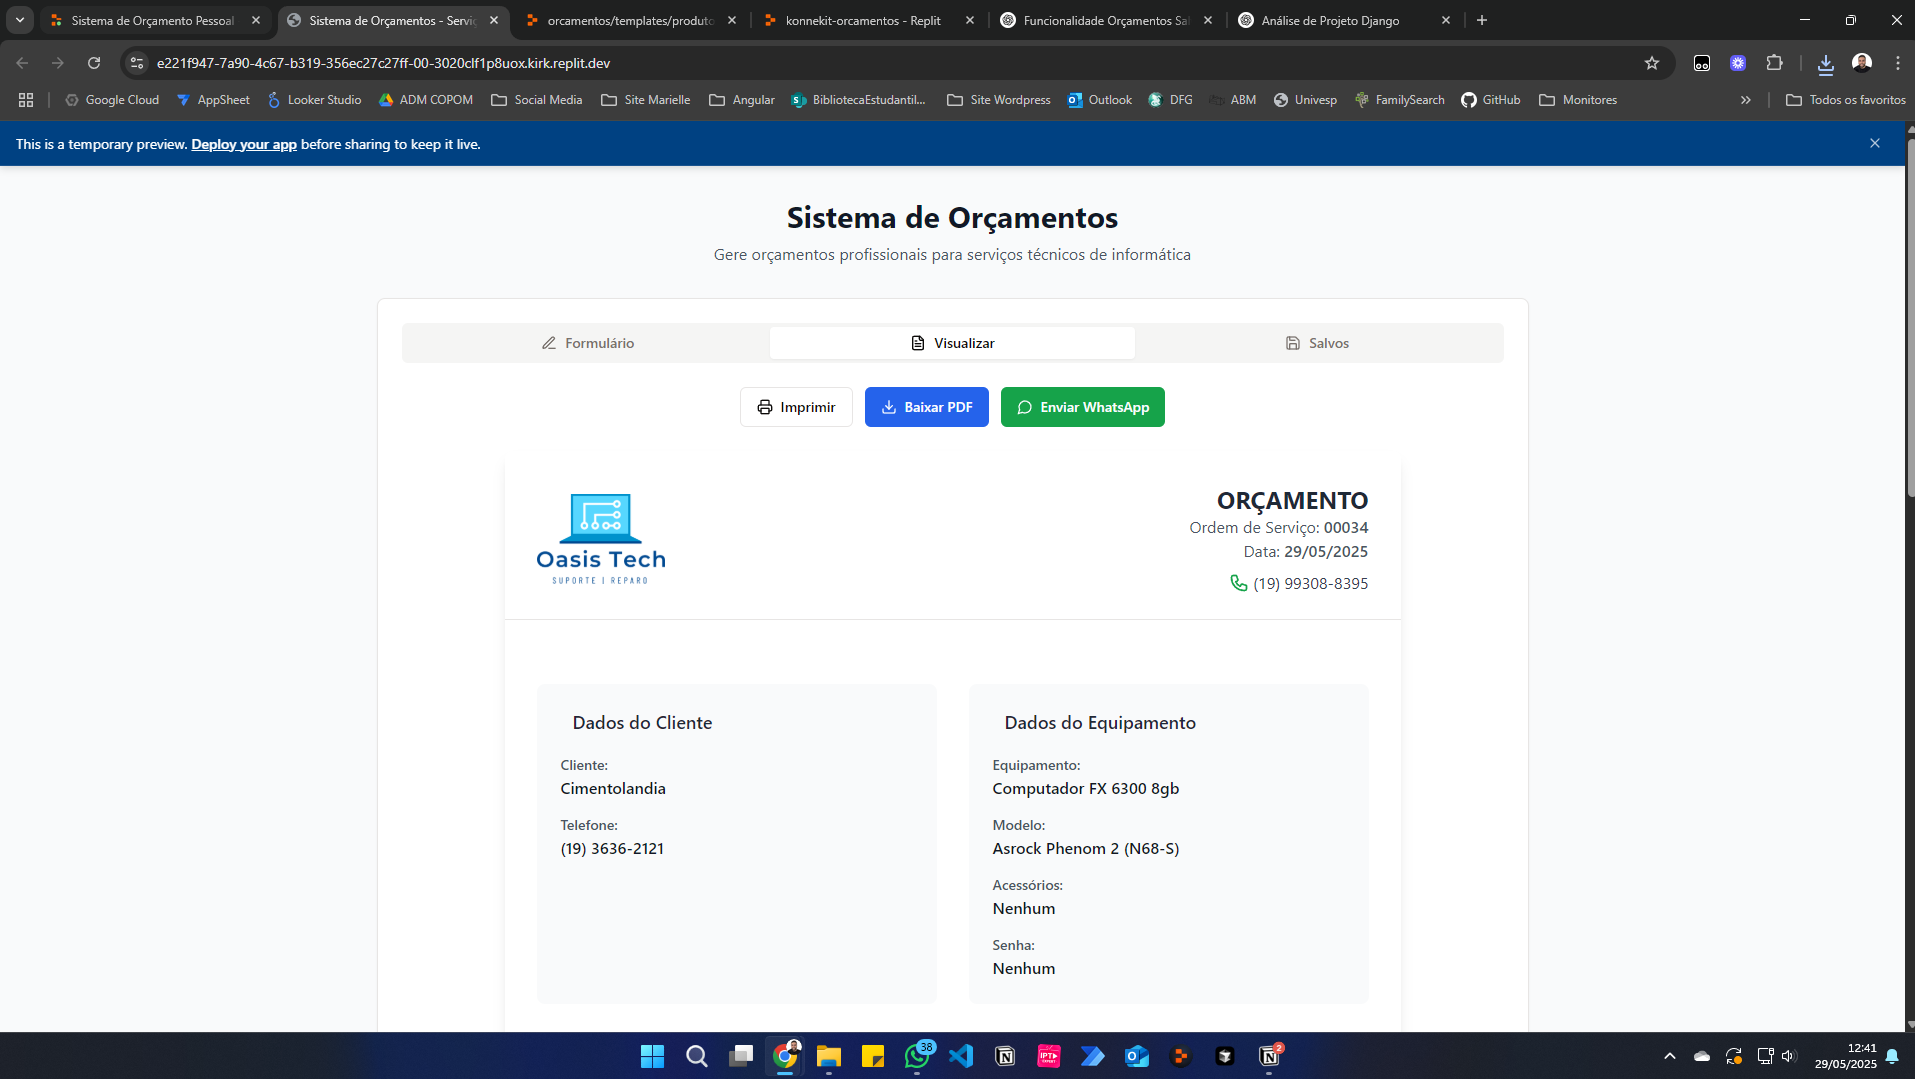 Sistema de Orçamento Pessoal
Sistema de Orçamentos - Serviç
orcamentos/templates/produto
konnekit-orcamentos - Replit
Funcionalidade Orçamentos Sal
Análise de Projeto Django
e221f947-7a90-4c67-b319-356ec27c27ff-00-3020clf1p8uox.kirk.replit.dev
Google Cloud
AppSheet
Looker Studio
ADM COPOM
Social Media
Site Marielle
Angular
BibliotecaEstudantil...
Site Wordpress
Outlook
DFG
ABM
Univesp
FamilySearch
GitHub
Monitores
Todos os favoritos
This is a temporary preview. Deploy your app before sharing to keep it live.
Sistema de Orçamentos
Gere orçamentos profissionais para serviços técnicos de informática
Formulário
Visualizar
Salvos
Imprimir
Baixar PDF
Enviar WhatsApp
Oasis Tech
SUPORTE | REPARO
ORÇAMENTO
Ordem de Serviço: 00034
Data: 29/05/2025
(19) 99308-8395
Dados do Cliente
Cliente:
Cimentolandia
Telefone:
(19) 3636-2121
Dados do Equipamento
Equipamento:
Computador FX 6300 8gb
Modelo:
Asrock Phenom 2 (N68-S)
Acessórios:
Nenhum
Senha:
Nenhum
38
2
12:41
29/05/2025